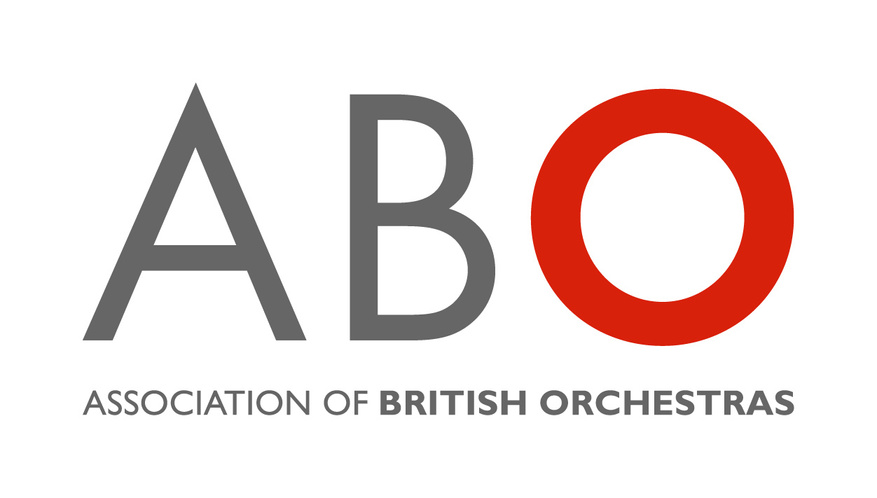 ABO
ASSOCIATION OF BRITISH ORCHESTRAS